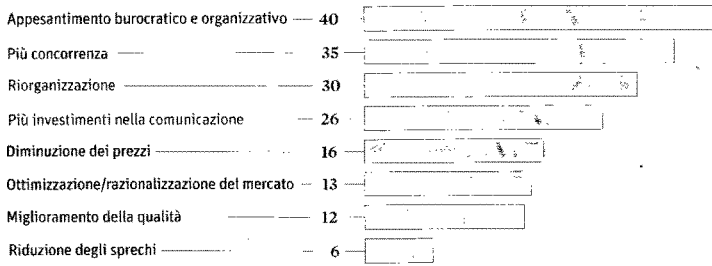 Appesantimento burocratico e organizzativo 40
Più concorrenza 35
Riorganizzazione 30
Più investimenti nella comunicazione 26
Diminuzione dei prezzi 16
Ottimizzazione/razionalizzazione del mercato 13
Miglioramento della qualità 12
Riduzione degli sprechi 6